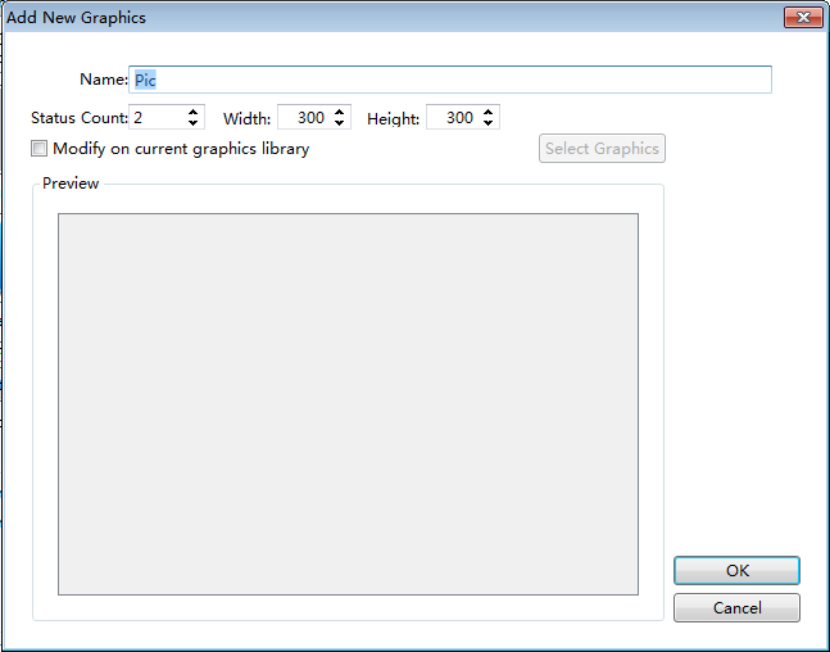 Add New Graphics
Name: Pic
Status Count: 2 Width: 300 Height: 300
Modify on current graphics library Select Graphics
Preview
OK
Cancel